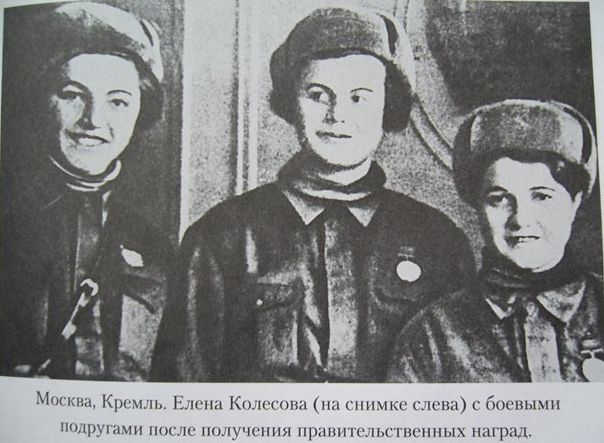 Москва, Кремль. Елена Колесова (на снимке слева) с боевыми
подругами после получения правительственных наград.